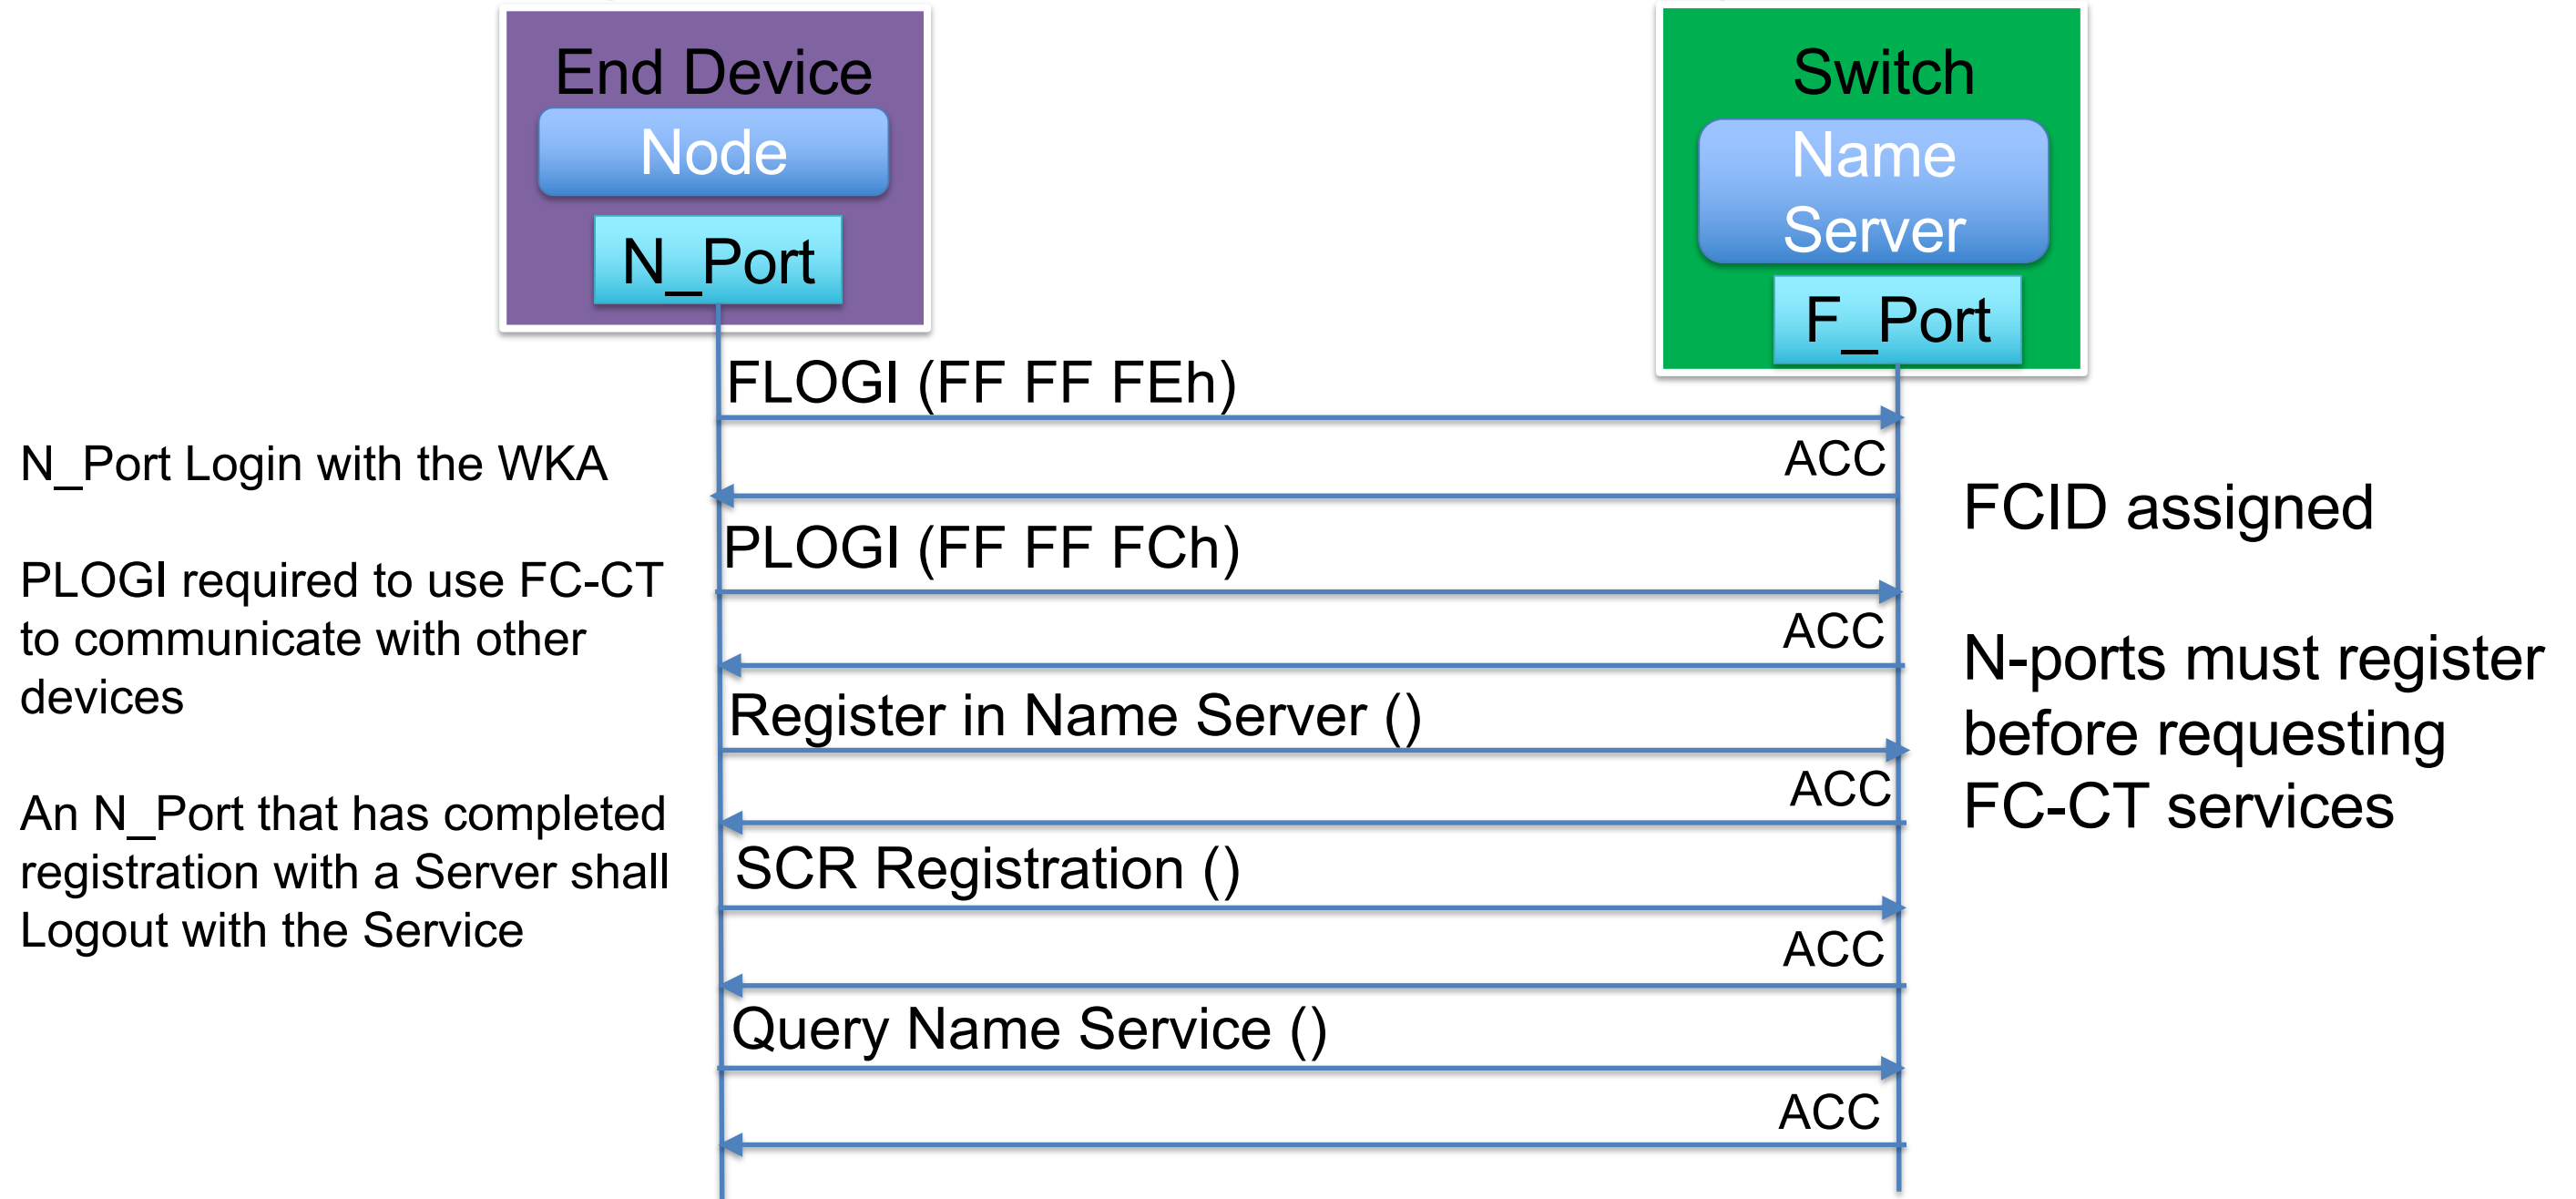 End Device
Node
N_Port
Switch
Name
Server
F_Port
FLOGI (FF FF FEh)
ACC
N_Port Login with the WKA
FCID assigned
PLOGI (FF FF FCh)
ACC
PLOGI required to use FC-CT
to communicate with other
devices
N-ports must register
before requesting
FC-CT services
Register in Name Server ()
ACC
An N_Port that has completed
registration with a Server shall
Logout with the Service
SCR Registration ()
ACC
Query Name Service ()
ACC